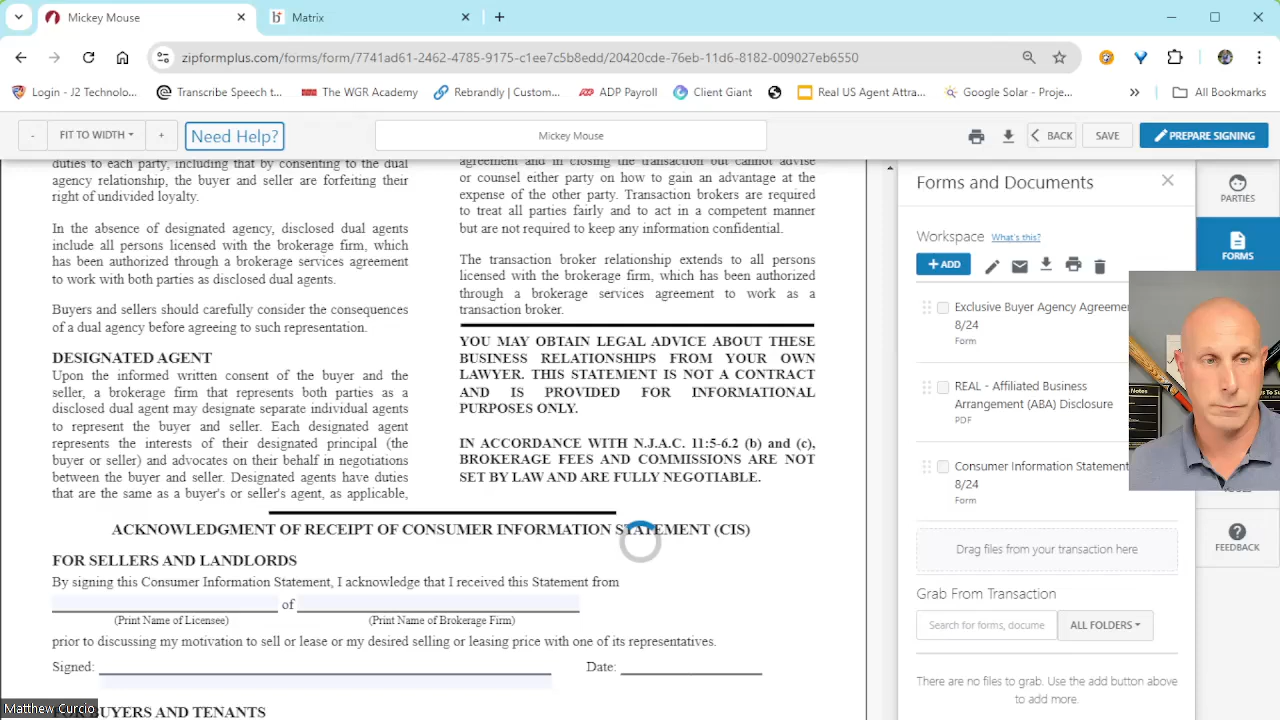 Mickey Mouse
Matrix
zipformplus.com/forms/form/7741ad61-2462-4785-9175-c1ee7c5b8edd/20420cde-76eb-11d6-8182-009027eb6550
Login - J2 Technolo...
Transcribe Speech t...
The WGR Academy
Rebrandly | Custom...
ADP Payroll
Client Giant
Real US Agent Attra...
Google Solar - Proje...
»
All Bookmarks
-
FIT TO WIDTH
+
Need Help?
Mickey Mouse
BACK
SAVE
PREPARE SIGNING
duties to each party, including that by consenting to the dual
agency relationship, the buyer and seller are forfeiting their
right of undivided loyalty.
In the absence of designated agency, disclosed dual agents
include all persons licensed with the brokerage firm, which
has been authorized through a brokerage services agreement
to work with both parties as disclosed dual agents.
Buyers and sellers should carefully consider the consequences
of a dual agency before agreeing to such representation.
DESIGNATED AGENT
Upon the informed written consent of the buyer and the
seller, a brokerage firm that represents both parties as a
disclosed dual agent may designate separate individual agents
to represent the buyer and seller. Each designated agent
represents the interests of their designated principal (the
buyer or seller) and advocates on their behalf in negotiations
between the buyer and seller. Designated agents have duties
that are the same as a buyer's or seller's agent, as applicable,
agreement and in closing the transaction but cannot advise
or counsel either party on how to gain an advantage at the
expense of the other party. Transaction brokers are required
to treat all parties fairly and to act in a competent manner
but are not required to keep any information confidential.
The transaction broker relationship extends to all persons
licensed with the brokerage firm, which has been authorized
through a brokerage services agreement to work as a
transaction broker.
YOU MAY OBTAIN LEGAL ADVICE ABOUT THESE
BUSINESS RELATIONSHIPS FROM YOUR OWN
LAWYER. THIS STATEMENT IS NOT A CONTRACT
AND IS PROVIDED FOR INFORMATIONAL
PURPOSES ONLY.
IN ACCORDANCE WITH N.J.A.C. 11:5-6.2 (b) and (c),
BROKERAGE FEES AND COMMISSIONS ARE NOT
SET BY LAW AND ARE FULLY NEGOTIABLE.
ACKNOWLEDGMENT OF RECEIPT OF CONSUMER INFORMATION STATEMENT (CIS)
FOR SELLERS AND LANDLORDS
By signing this Consumer Information Statement, I acknowledge that I received this Statement from
of
(Print Name of Licensee) (Print Name of Brokerage Firm)
prior to discussing my motivation to sell or lease or my desired selling or leasing price with one of its representatives.
Signed: Date:
BUYERS AND TENANTS
Matthew Curcio
Forms and Documents
Workspace What's this?
+ ADD
Exclusive Buyer Agency Agreemen
8/24
Form
REAL - Affiliated Business
Arrangement (ABA) Disclosure
PDF
Consumer Information Statement
8/24
Form
Drag files from your transaction here
Grab From Transaction
Search for forms, docume
ALL FOLDERS
There are no files to grab. Use the add button above
to add more.
PARTIES
FORMS
Notes
FEEDBACK